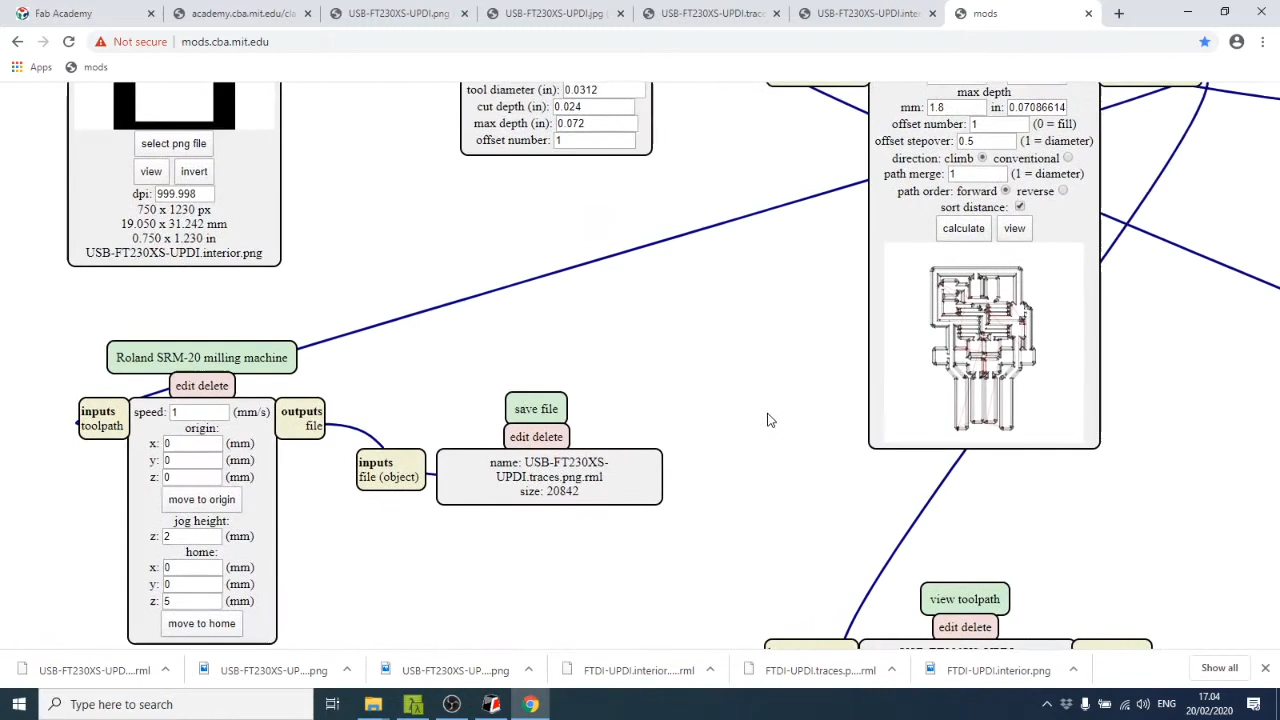 Fab Academy
academy.cba.mit.edu/cla
USB-FT230XS-UPDI.png
USB-FT230XS-UPDI.jpg (
USB-FT230XS-UPDI.trace
USB-FT230XS-UPDI.inter
mods
Not secure
mods.cba.mit.edu
Apps
mods
select png file
view
invert
dpi: 999.998
750 x 1230 px
19.050 x 31.242 mm
0.750 x 1.230 in
USB-FT230XS-UPDI.interior.png
tool diameter (in): 0.0312
cut depth (in): 0.024
max depth (in): 0.072
offset number: 1
max depth
mm: 1.8 in: 0.07086614
offset number: 1 (0 = fill)
offset stepover: 0.5 (1 = diameter)
direction: climb conventional
path merge: 1 (1 = diameter)
path order: forward reverse
sort distance:
calculate
view
Roland SRM-20 milling machine
edit delete
inputs
toolpath
speed: 1 (mm/s)
origin:
x: 0 (mm)
y: 0 (mm)
z: 0 (mm)
move to origin
jog height:
z: 2 (mm)
home:
x: 0 (mm)
y: 0 (mm)
z: 5 (mm)
move to home
outputs
file
save file
edit delete
inputs
file (object)
name: USB-FT230XS-
UPDI.traces.png.rml
size: 20842
view toolpath
edit delete
USB-FT230XS-UPD....rml
USB-FT230XS-UP....png
USB-FT230XS-UP....png
FTDI-UPDI.interior.....rml
FTDI-UPDI.traces.p....rml
FTDI-UPDI.interior.png
Show all
Type here to search
ENG
17.04
20/02/2020